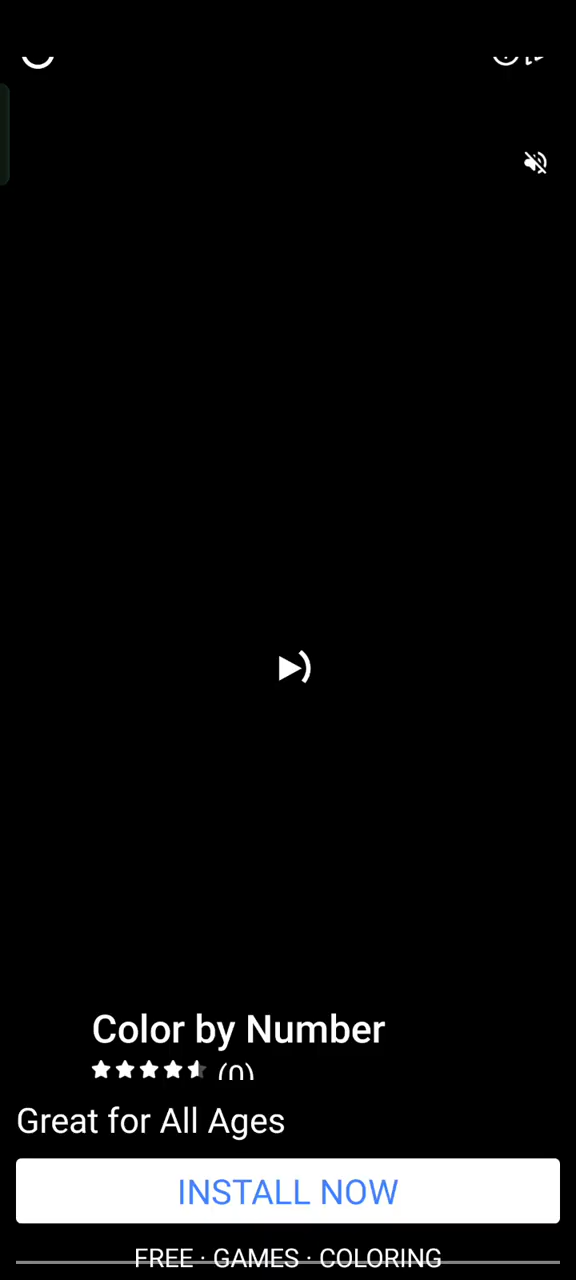 Color by Number
(0)
Great for All Ages
INSTALL NOW
FREE · GAMES · COLORING